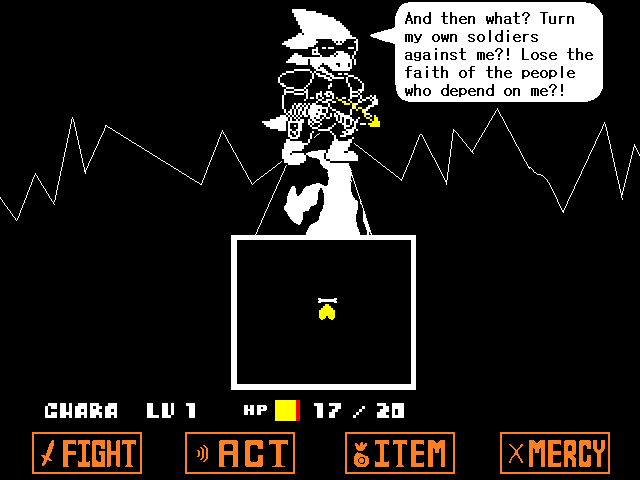 And then what? Turn
my own soldiers
against me?! Lose the
faith of the people
who depend on me?!
CHARA LV 1 HP 17 / 20
FIGHT ACT ITEM MERCY